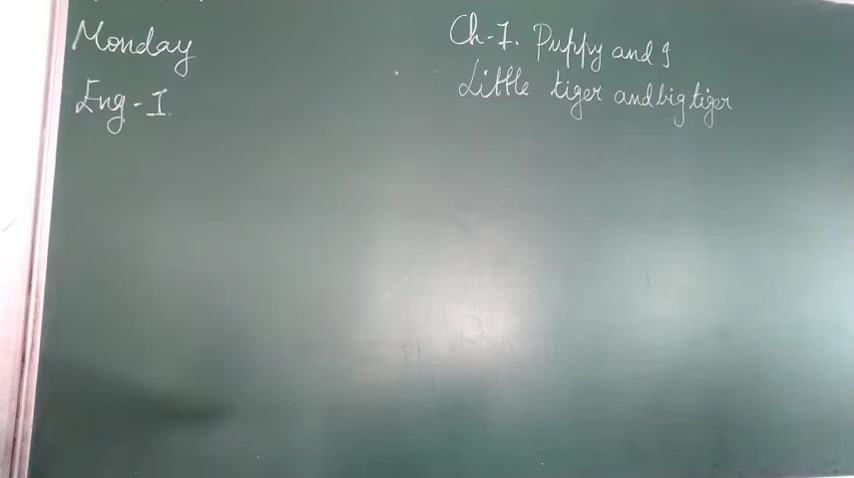 Monday
Eng-I.
Ch-7. Puppy and I
Little tiger and big tiger